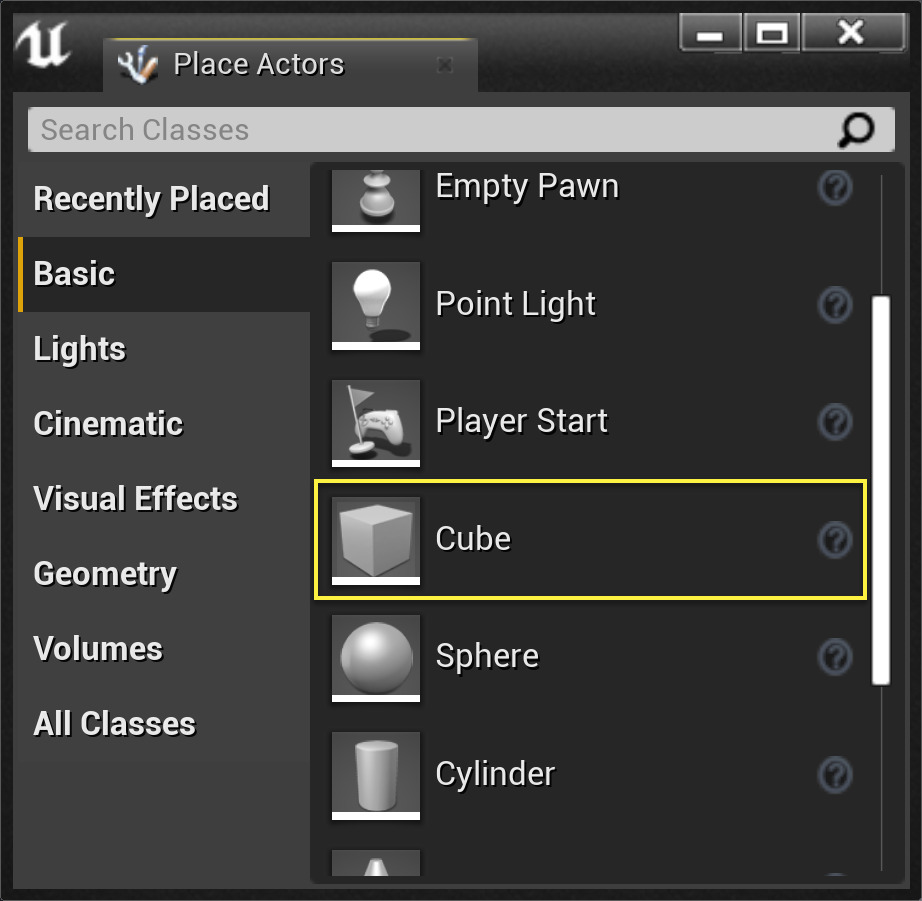 Place Actors
Search Classes
Recently Placed
Basic
Lights
Cinematic
Visual Effects
Geometry
Volumes
All Classes
Empty Pawn
Point Light
Player Start
Cube
Sphere
Cylinder